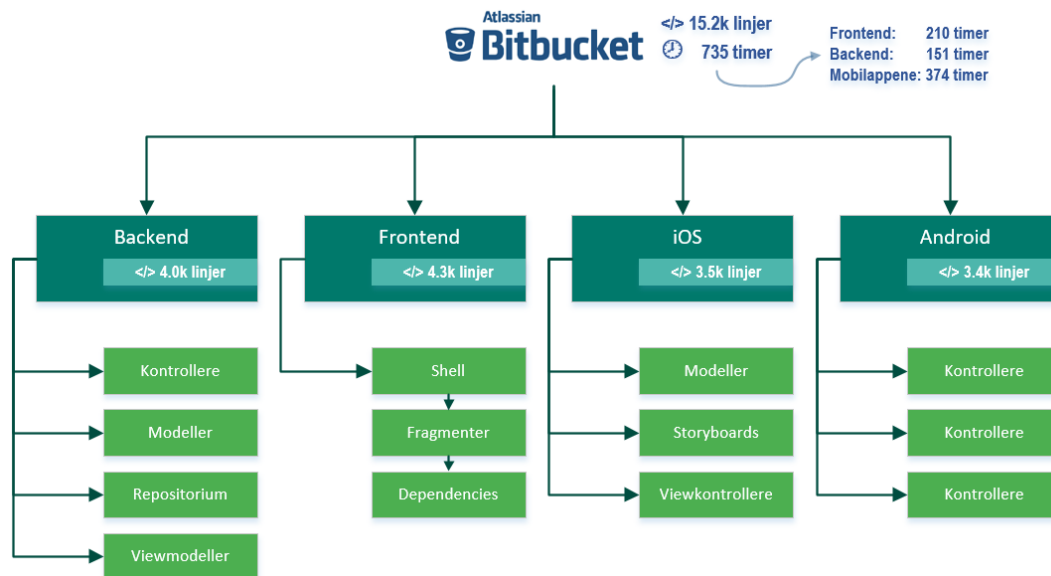 Atlassian
Bitbucket
</> 15.2k linjer
735 timer
Frontend: 210 timer
Backend: 151 timer
Mobilappene: 374 timer
Backend
</> 4.0k linjer
Kontrollere
Modeller
Repositorium
Viewmodeller
Frontend
</> 4.3k linjer
Shell
Fragmenter
Dependencies
iOS
</> 3.5k linjer
Modeller
Storyboards
Viewkontrollere
Android
</> 3.4k linjer
Kontrollere
Kontrollere
Kontrollere